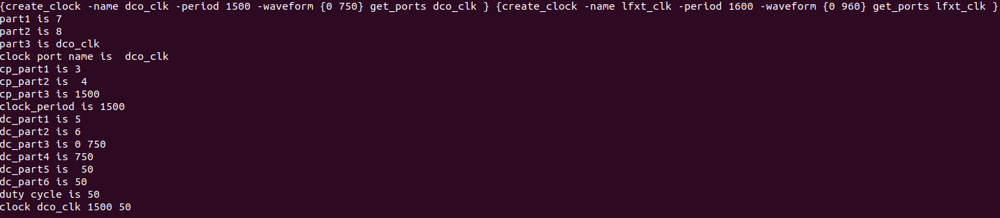 {create_clock -name dco_clk -period 1500 -waveform {0 750} get_ports dco_clk } {create_clock -name lfxt_clk -period 1600 -waveform {0 960} get_ports lfxt_clk }
part1 is 7
part2 is 8
part3 is dco_clk
clock port name is  dco_clk
cp_part1 is 3
cp_part2 is  4
cp_part3 is 1500
clock_period is 1500
dc_part1 is 5
dc_part2 is 6
dc_part3 is 0 750
dc_part4 is 750
dc_part5 is  50
dc_part6 is 50
duty cycle is 50
clock dco_clk 1500 50